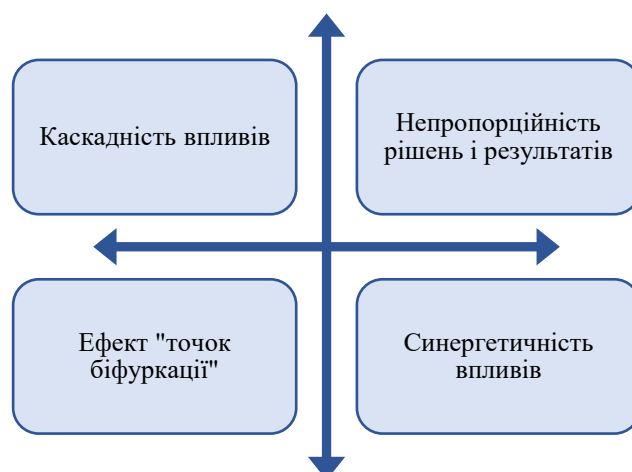 Каскадність впливів
Непропорційність
рішень і результатів
Ефект "точок
біфуркації"
Синергетичність
впливів